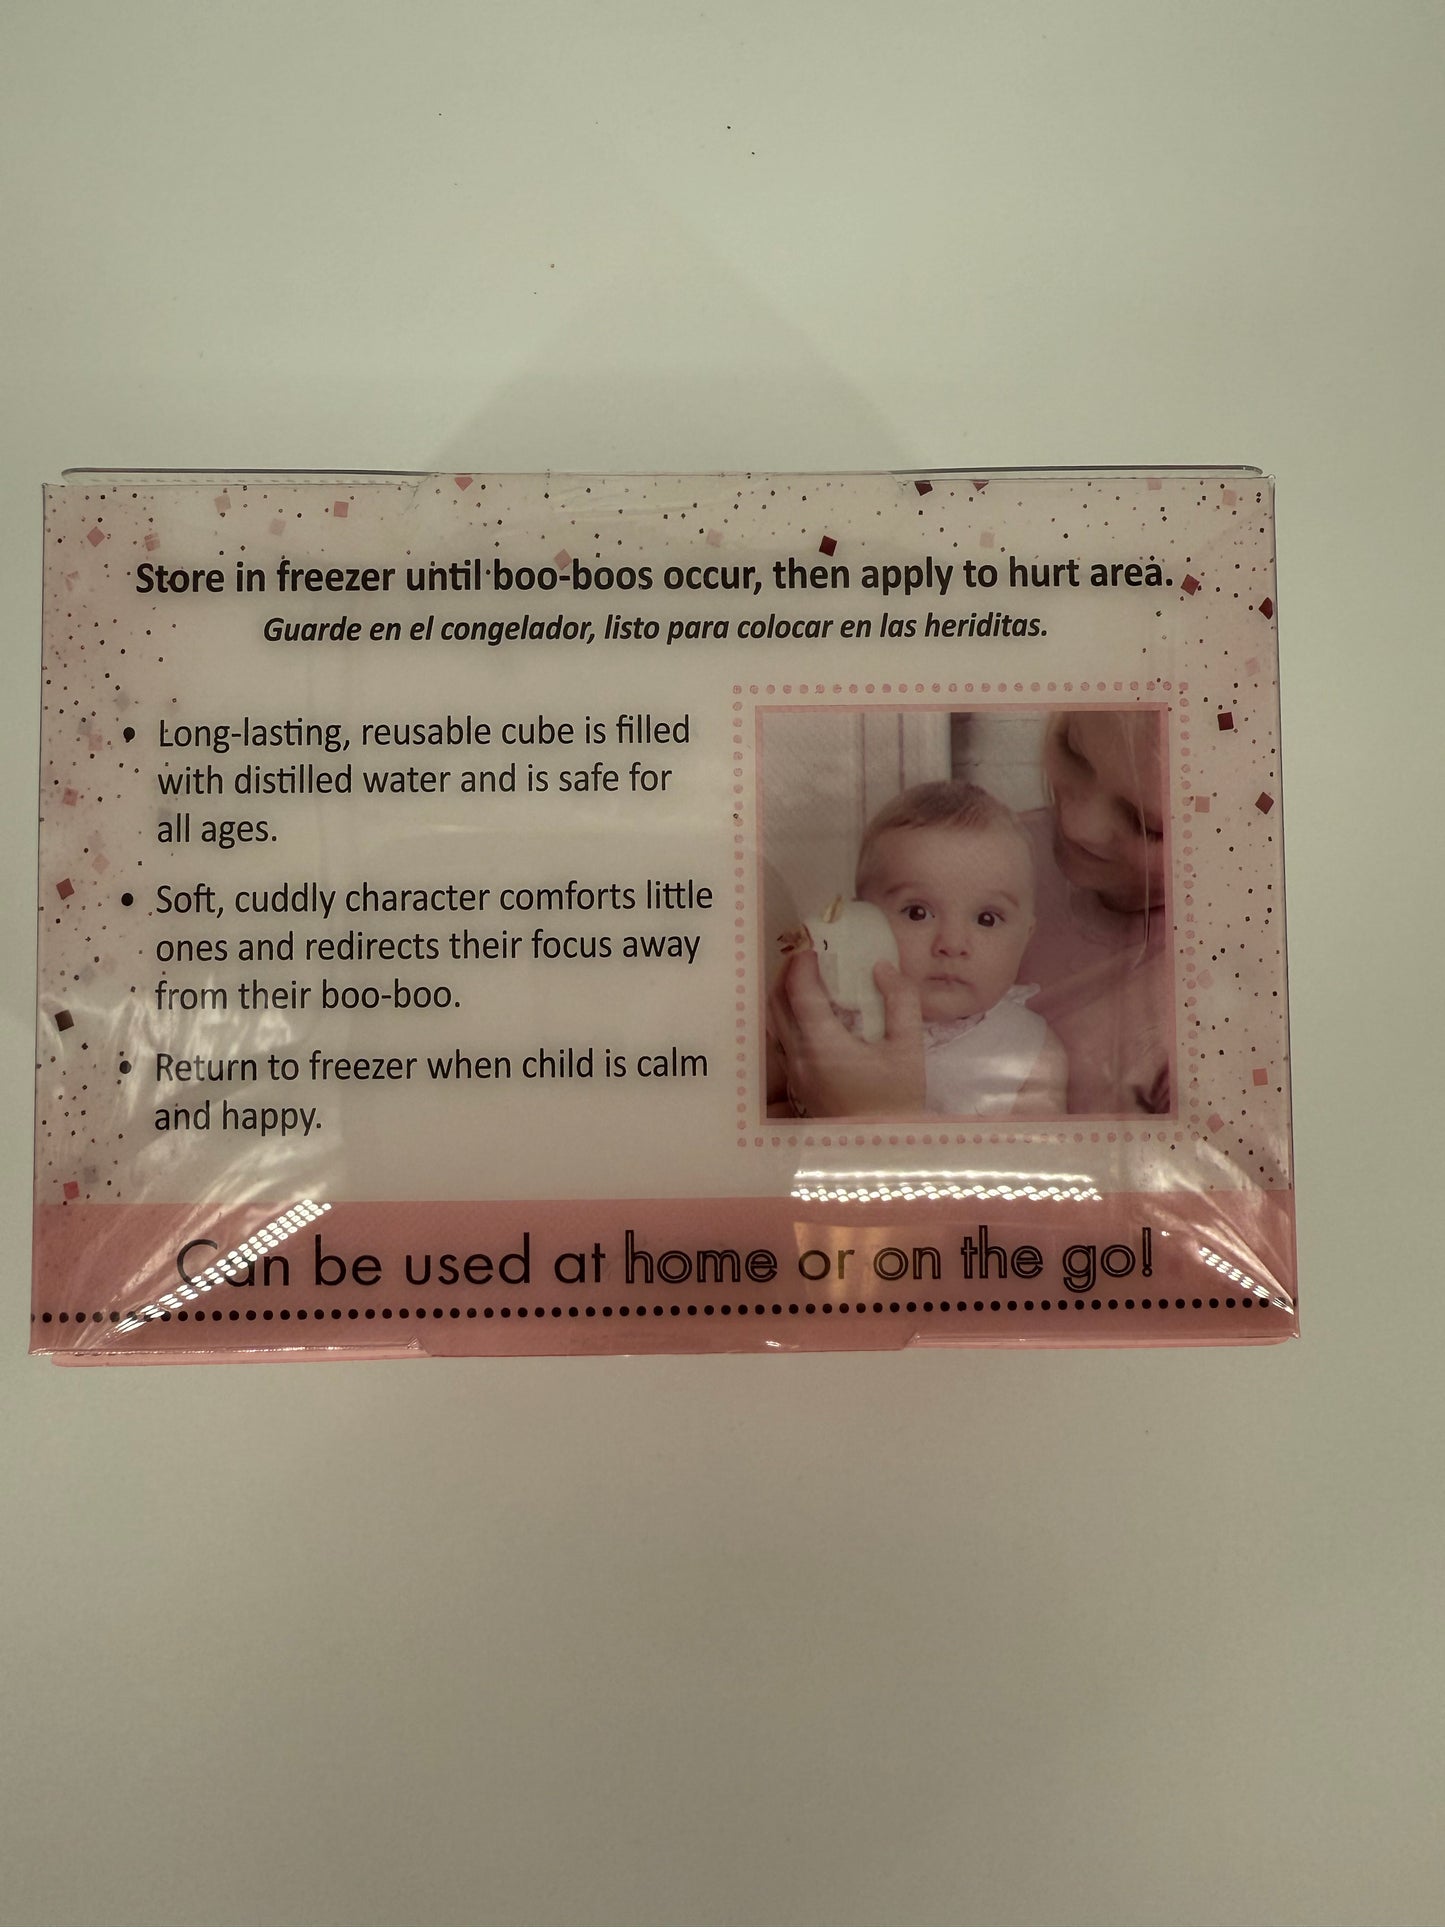 Store in freezer until boo-boos occur, then apply to hurt area.
Guarde en el congelador, listo para colocar en las heriditas.
• Long-lasting, reusable cube is filled
with distilled water and is safe for
all ages.
• Soft, cuddly character comforts little
ones and redirects their focus away
from their boo-boo.
• Return to freezer when child is calm
and happy.
Can be used at home or on the go!